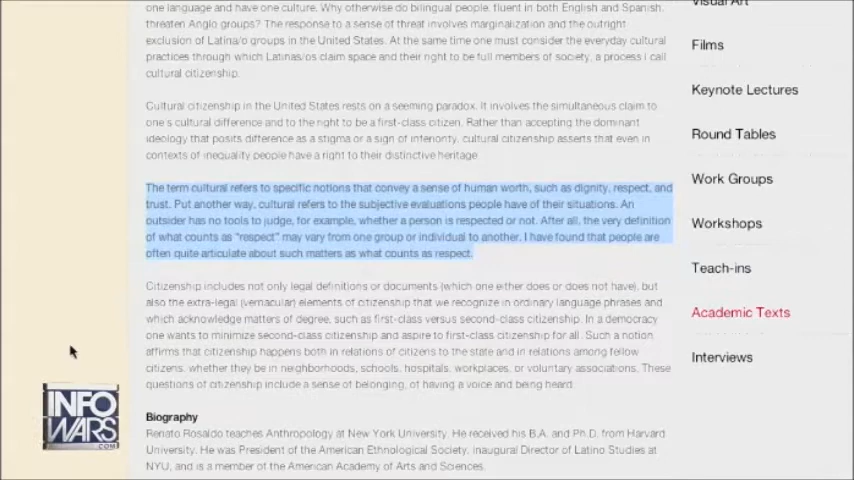 one language and have one culture. Why otherwise do bilingual people, fluent in both English and Spanish,
threaten Anglo groups? The response to a sense of threat involves marginalization and the outright
exclusion of Latina/o groups in the United States. At the same time one must consider the everyday cultural
practices through which Latinas/os claim space and their right to be full members of society, a process I call
cultural citizenship.
Cultural citizenship in the United States rests on a seeming paradox. It involves the simultaneous claim to
one's cultural difference and to the right to be a first-class citizen. Rather than accepting the dominant
ideology that posits difference as a stigma or a sign of inferiority, cultural citizenship asserts that even in
contexts of inequality people have a right to their distinctive heritage
The term cultural refers to specific notions that convey a sense of human worth, such as dignity, respect, and
trust. Put another way, cultural refers to the subjective evaluations people have of their situations. An
outsider has no tools to judge, for example, whether a person is respected or not. After all, the very definition
of what counts as "respect" may vary from one group or individual to another. I have found that people are
often quite articulate about such matters as what counts as respect.
Citizenship includes not only legal definitions or documents (which one either does or does not have), but
also the extra-legal (vernacular) elements of citizenship that we recognize in ordinary language phrases and
which acknowledge matters of degree, such as first-class versus second-class citizenship. In a democracy
one wants to minimize second-class citizenship and aspire to first-class citizenship for all. Such a notion
affirms that citizenship happens both in relations of citizens to the state and in relations among fellow
citizens, whether they be in neighborhoods, schools, hospitals, workplaces, or voluntary associations. These
questions of citizenship include a sense of belonging, of having a voice and being heard.
Biography
Renato Rosaldo teaches Anthropology at New York University. He received his B.A. and Ph.D. from Harvard
University. He was President of the American Ethnological Society, inaugural Director of Latino Studies at
NYU, and is a member of the American Academy of Arts and Sciences.
Visual Art
Films
Keynote Lectures
Round Tables
Work Groups
Workshops
Teach-ins
Academic Texts
Interviews
INFO
WARS
.COM